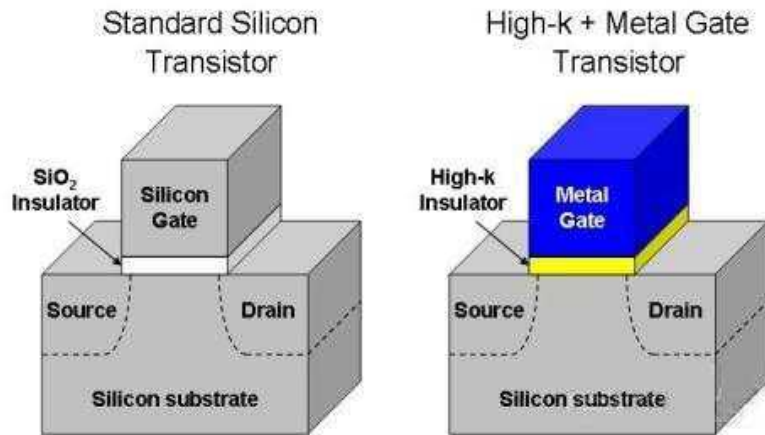 Standard Silicon
Transistor
SiO₂
Insulator
Silicon
Gate
Source
Drain
Silicon substrate
High-k + Metal Gate
Transistor
High-k
Insulator
Metal
Gate
Source
Drain
Silicon substrate